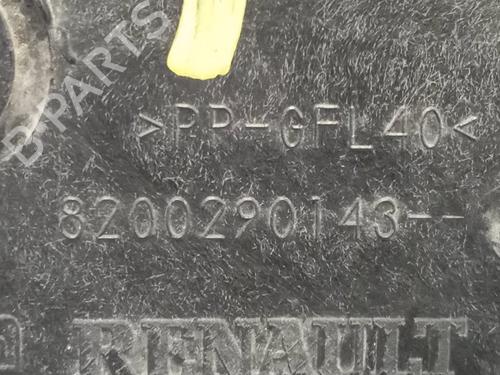 B-PARTS
>PP-GFL40<
8200290143--
RENAULT